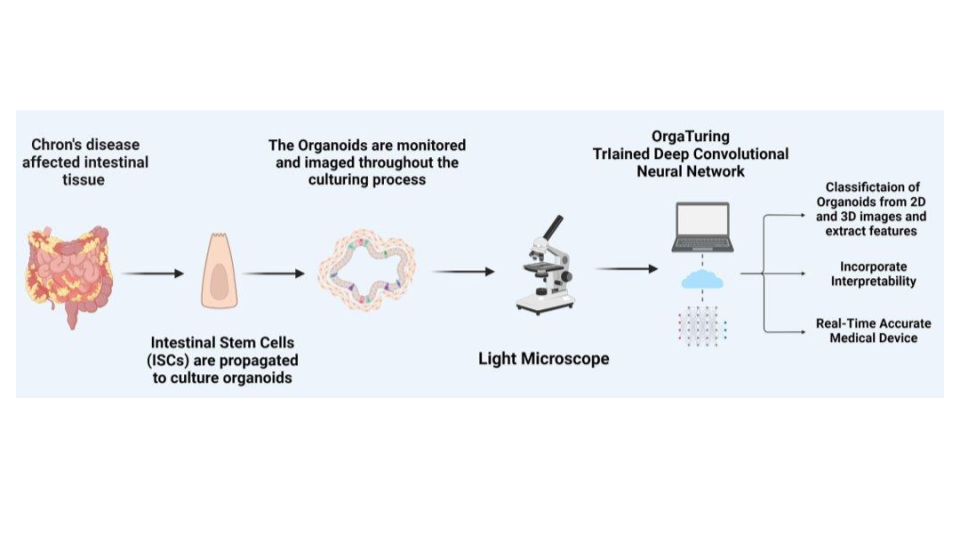 Chron's disease
affected intestinal
tissue
The Organoids are monitored
and imaged throughout the
culturing process
OrgaTuring
TrIained Deep Convolutional
Neural Network
Classifictaion of
Organoids from 2D
and 3D images and
extract features
Incorporate
Interpretability
Real-Time Accurate
Medical Device
Intestinal Stem Cells
(ISCs) are propagated
to culture organoids
Light Microscope